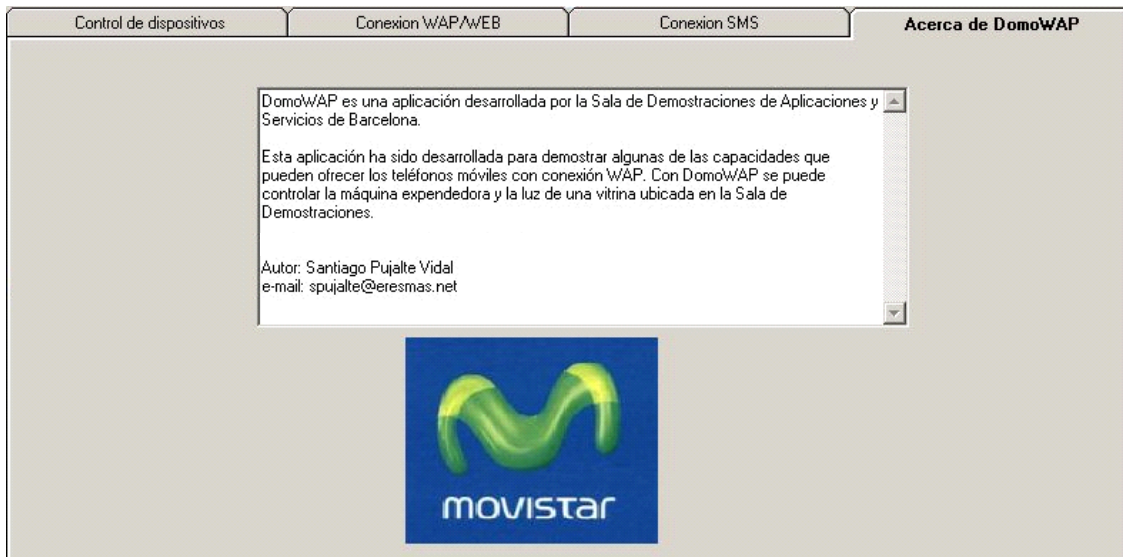 Control de dispositivos
Conexion WAP/WEB
Conexion SMS
Acerca de DomoWAP
DomoWAP es una aplicación desarrollada por la Sala de Demostraciones de Aplicaciones y
Servicios de Barcelona.
Esta aplicación ha sido desarrollada para demostrar algunas de las capacidades que
pueden ofrecer los teléfonos móviles con conexión WAP. Con DomoWAP se puede
controlar la máquina expendedora y la luz de una vitrina ubicada en la Sala de
Demostraciones.
Autor: Santiago Pujalte Vidal
e-mail: spujalte@eresmas.net
movistar